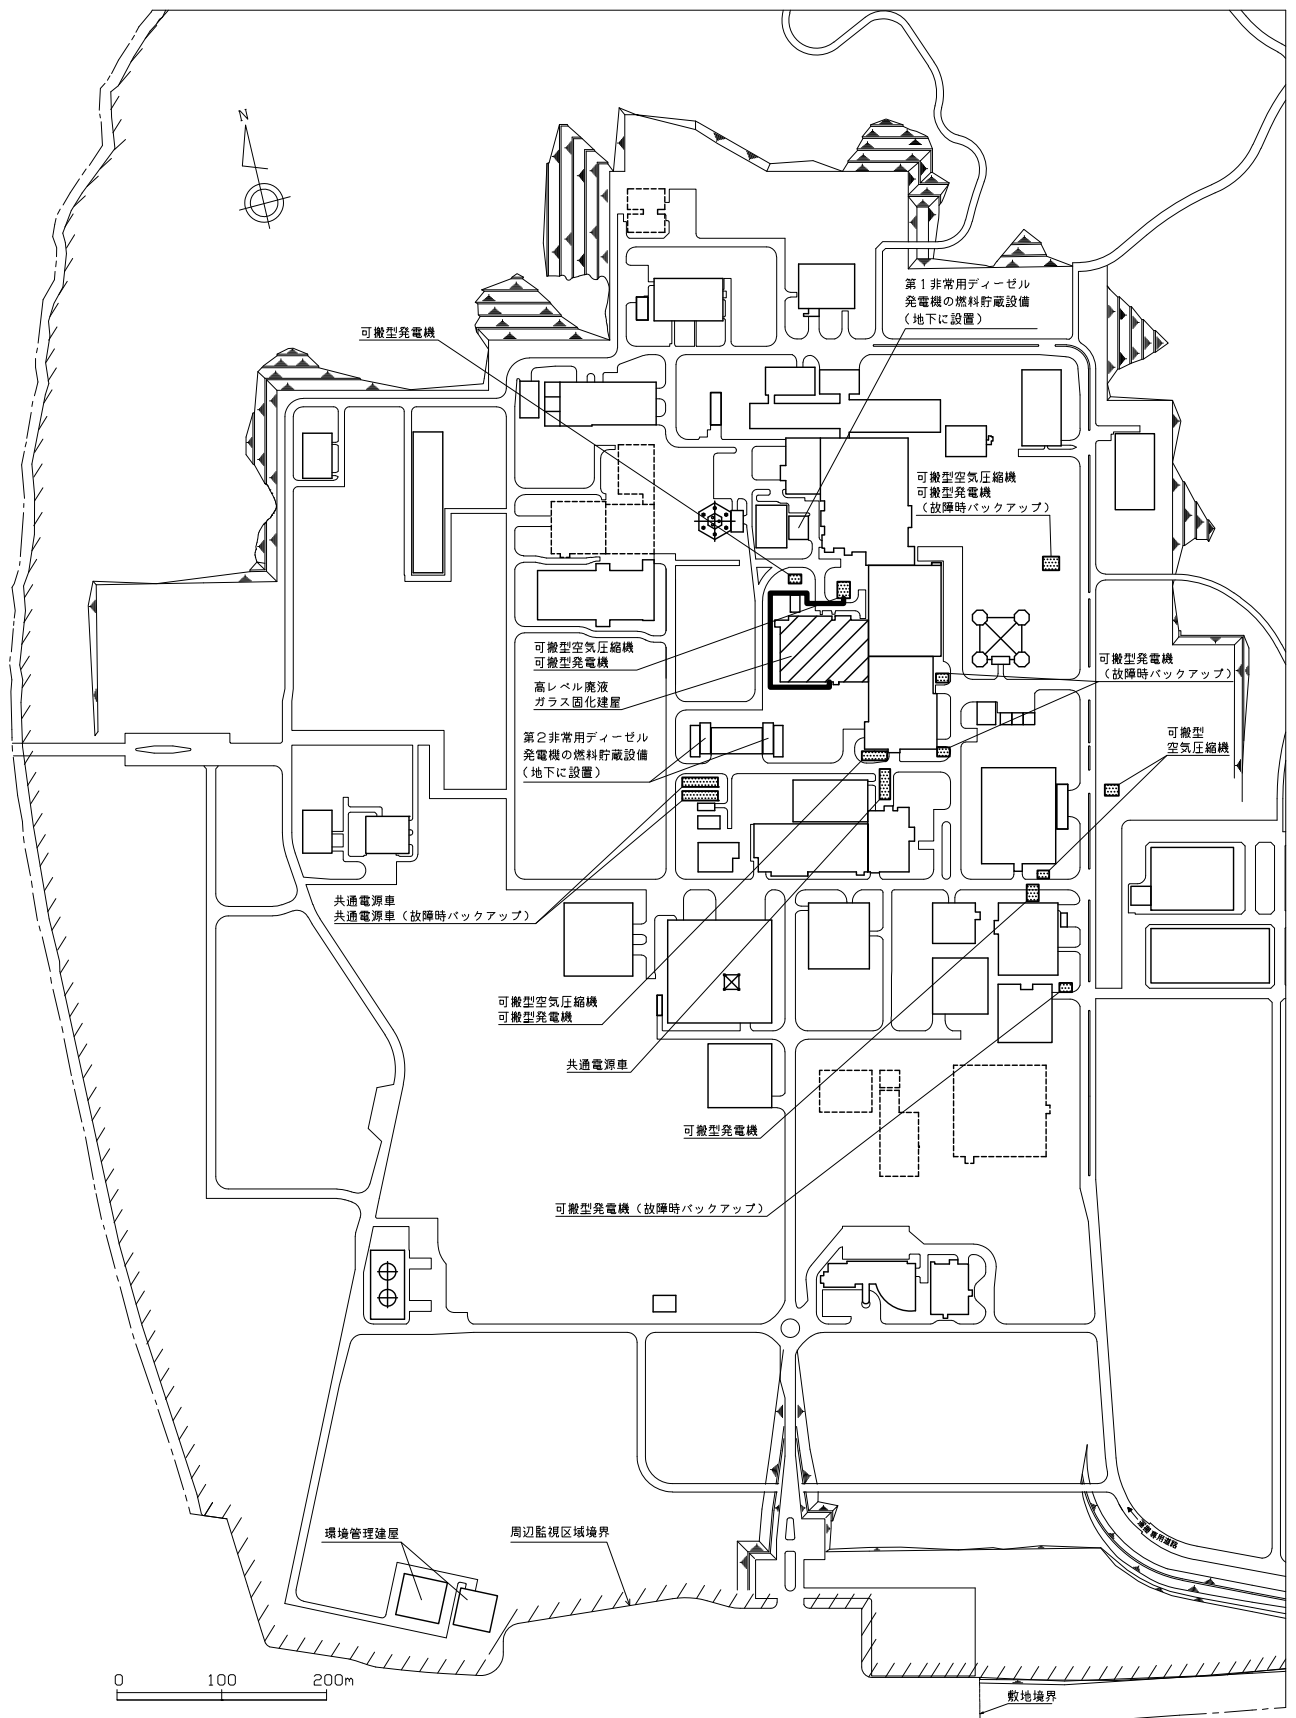 N
第1非常用ディーゼル
発電機の燃料貯蔵設備
(地下に設置)
可搬型発電機
可搬型空気圧縮機
可搬型発電機
(故障時バックアップ)
可搬型空気圧縮機
可搬型発電機
可搬型発電機
(故障時バックアップ)
高レベル廃液
ガラス固化建屋
第2非常用ディーゼル
発電機の燃料貯蔵設備
(地下に設置)
可搬型
空気圧縮機
共通電源車
共通電源車(故障時バックアップ)
可搬型空気圧縮機
可搬型発電機
共通電源車
可搬型発電機
可搬型発電機(故障時バックアップ)
環境管理建屋
周辺監視区域境界
0 100 200m
敷地境界